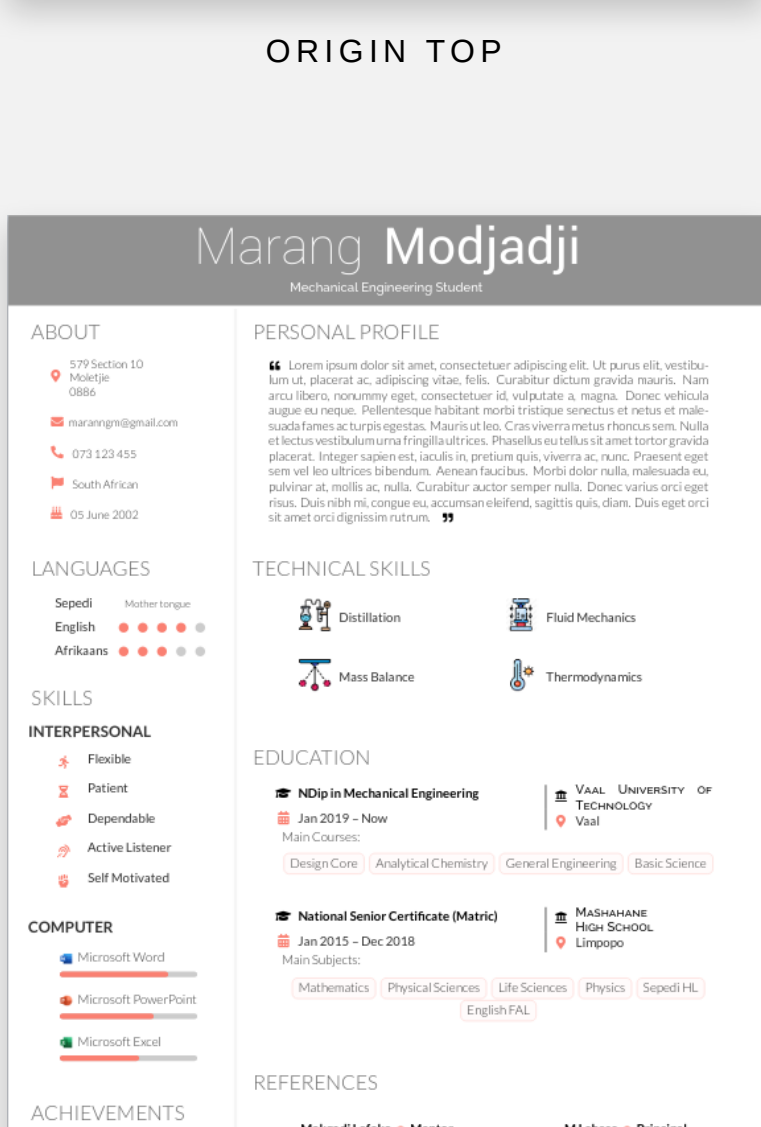 ORIGIN TOP
Marang Modjadji
Mechanical Engineering Student
ABOUT
579 Section 10
Moletjie
0886
maranngm@gmail.com
073 123 455
South African
05 June 2002
LANGUAGES
Sepedi Mother tongue
English
Afrikaans
SKILLS
INTERPERSONAL
Flexible
Patient
Dependable
Active Listener
Self Motivated
COMPUTER
Microsoft Word
Microsoft PowerPoint
Microsoft Excel
ACHIEVEMENTS
PERSONAL PROFILE
“ Lorem ipsum dolor sit amet, consectetuer adipiscing elit. Ut purus elit, vestibu-
lum ut, placerat ac, adipiscing vitae, felis. Curabitur dictum gravida mauris. Nam
arcu libero, nonummy eget, consectetuer id, vulputate a, magna. Donec vehicula
augue eu neque. Pellentesque habitant morbi tristique senectus et netus et male-
suada fames ac turpis egestas. Mauris ut leo. Cras viverra metus rhoncus sem. Nulla
et lectus vestibulum urna fringilla ultrices. Phasellus eu tellus sit amet tortor gravida
placerat. Integer sapien est, iaculis in, pretium quis, viverra ac, nunc. Praesent eget
sem vel leo ultrices bibendum. Aenean faucibus. Morbi dolor nulla, malesuada eu,
pulvinar at, mollis ac, nulla. Curabitur auctor semper nulla. Donec varius orci eget
risus. Duis nibh mi, congue eu, accumsan eleifend, sagittis quis, diam. Duis eget orci
sit amet orci dignissim rutrum. ”
TECHNICAL SKILLS
Distillation
Fluid Mechanics
Mass Balance
Thermodynamics
EDUCATION
NDip in Mechanical Engineering
Jan 2019 – Now
Vaal University of
Technology
Vaal
Main Courses:
Design Core Analytical Chemistry General Engineering Basic Science
National Senior Certificate (Matric)
Jan 2015 – Dec 2018
Mashahane
High School
Limpopo
Main Subjects:
Mathematics Physical Sciences Life Sciences Physics Sepedi HL
English FAL
REFERENCES